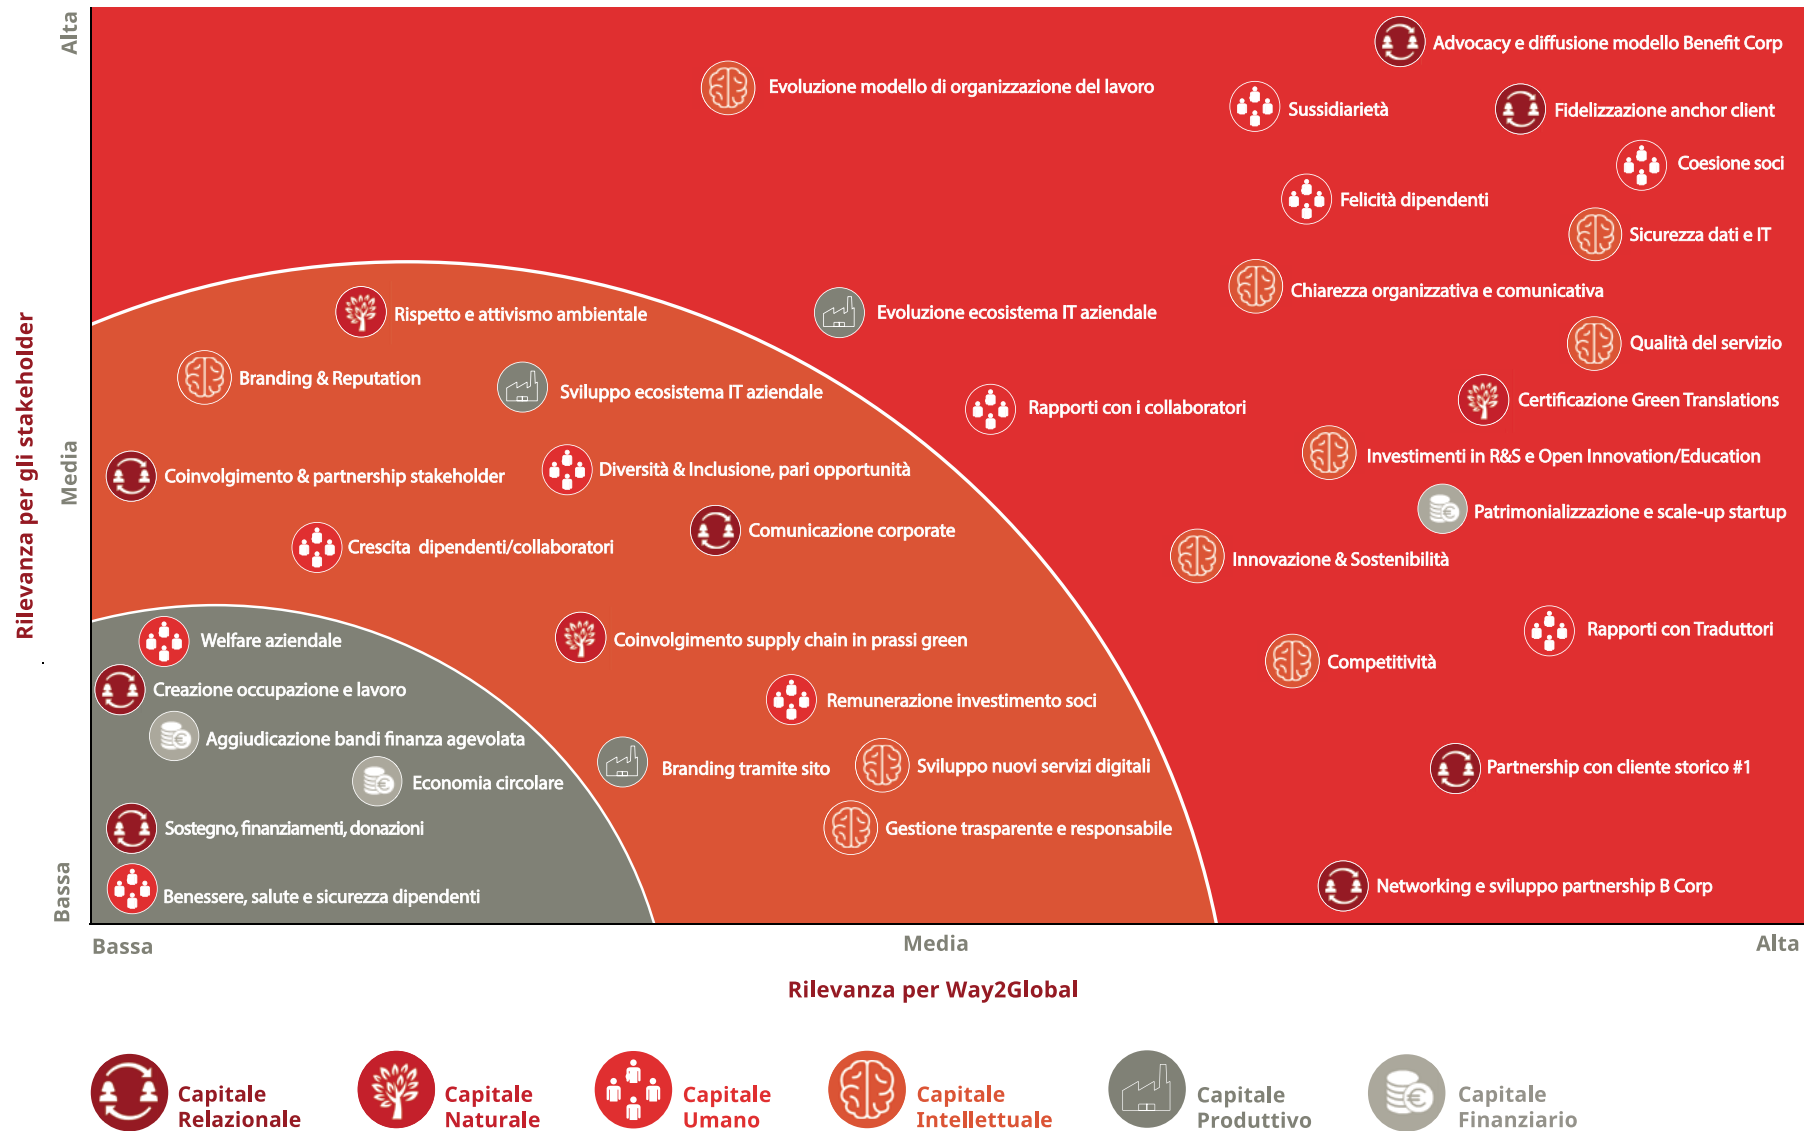 Alta
Advocacy e diffusione modello Benefit Corp
Evoluzione modello di organizzazione del lavoro
Sussidiarietà
Fidelizzazione anchor client
Coesione soci
Felicità dipendenti
Sicurezza dati e IT
Chiarezza organizzativa e comunicativa
Rispetto e attivismo ambientale
Evoluzione ecosistema IT aziendale
Qualità del servizio
Branding & Reputation
Sviluppo ecosistema IT aziendale
Rapporti con i collaboratori
Certificazione Green Translations
Rilevanza per gli stakeholder
Media
Coinvolgimento & partnership stakeholder
Diversità & Inclusione, pari opportunità
Investimenti in R&S e Open Innovation/Education
Patrimonializzazione e scale-up startup
Comunicazione corporate
Crescita dipendenti/collaboratori
Innovazione & Sostenibilità
Welfare aziendale
Coinvolgimento supply chain in prassi green
Rapporti con Traduttori
Competitività
Creazione occupazione e lavoro
Remunerazione investimento soci
Aggiudicazione bandi finanza agevolata
Branding tramite sito
Sviluppo nuovi servizi digitali
Partnership con cliente storico #1
Economia circolare
Sostegno, finanziamenti, donazioni
Gestione trasparente e responsabile
Bassa
Benessere, salute e sicurezza dipendenti
Networking e sviluppo partnership B Corp
Bassa
Media
Alta
Rilevanza per Way2Global
Capitale
Relazionale
Capitale
Naturale
Capitale
Umano
Capitale
Intellettuale
Capitale
Produttivo
Capitale
Finanziario